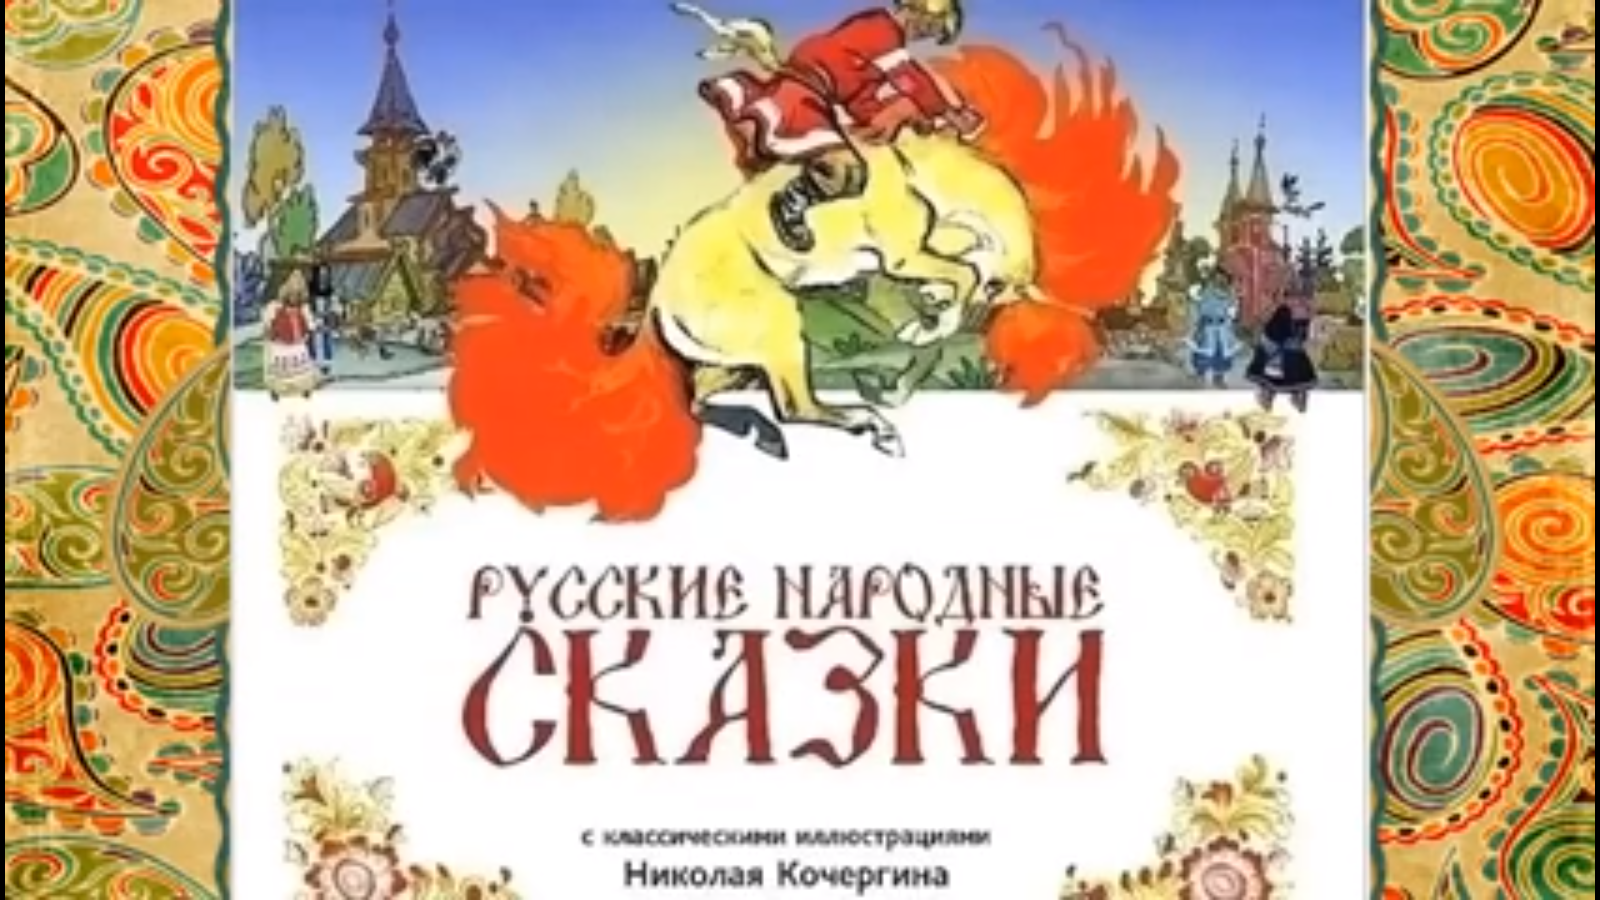 РУССКИЕ НАРОДНЫЕ
СКАЗКИ
с классическими иллюстрациями
Николая Кочергина